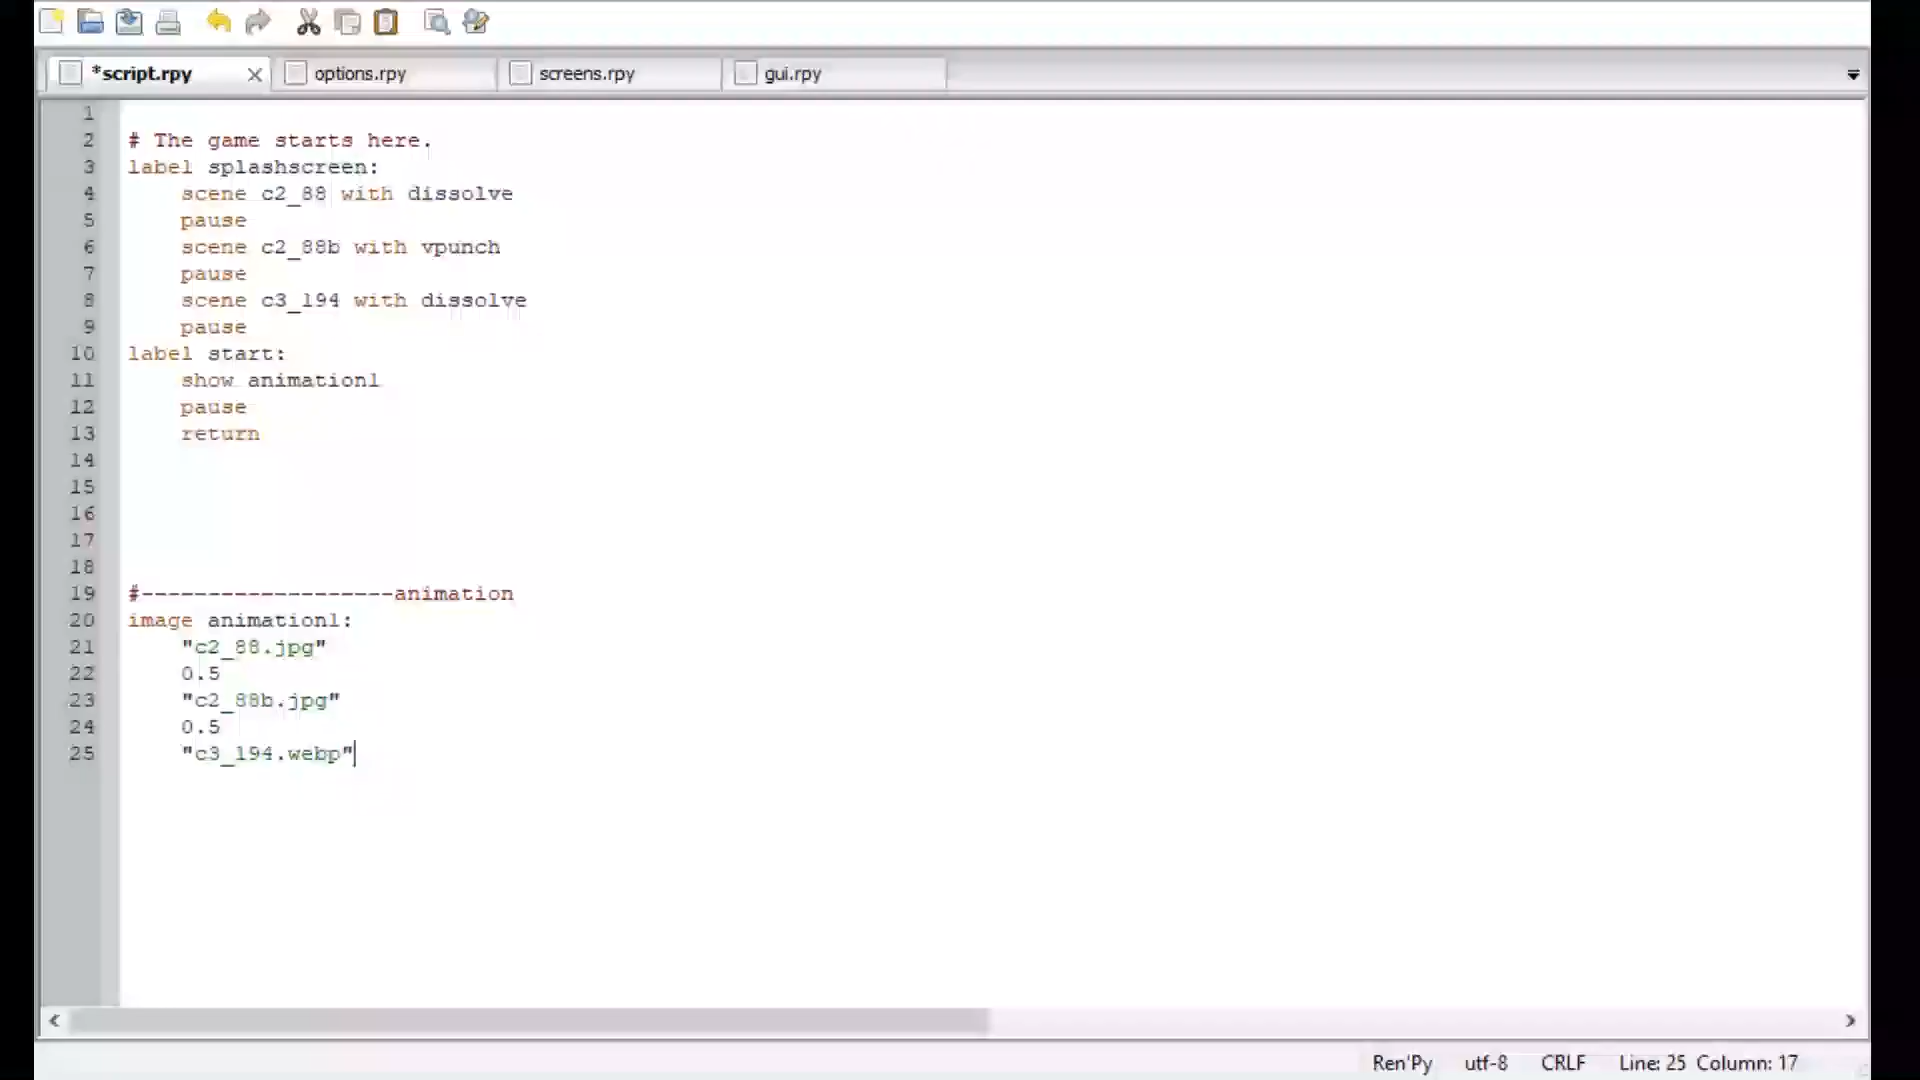 *script.rpy options.rpy screens.rpy gui.rpy
1
2 # The game starts here.
3 label splashscreen:
4 scene c2_88 with dissolve
5 pause
6 scene c2_88b with vpunch
7 pause
8 scene c3_194 with dissolve
9 pause
10 label start:
11 show animation1
12 pause
13 return
14
15
16
17
18
19 #-------------------animation
20 image animation1:
21 "c2_88.jpg"
22 0.5
23 "c2_88b.jpg"
24 0.5
25 "c3_194.webp"
Ren'Py utf-8 CRLF Line: 25 Column: 17